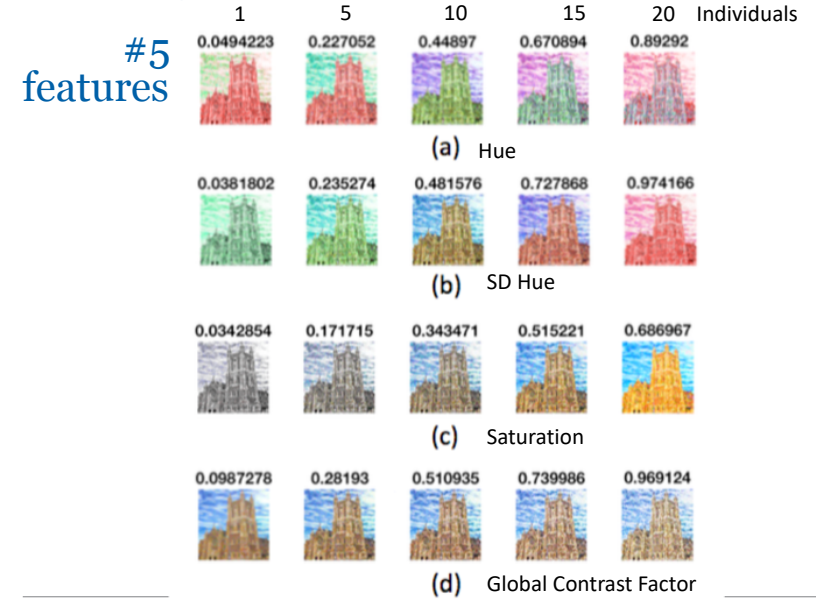 1 5 10 15 20 Individuals
#5
features
0.0494223 0.227052 0.44897 0.670894 0.89292
(a) Hue
0.0381802 0.235274 0.481576 0.727868 0.974166
(b) SD Hue
0.0342854 0.171715 0.343471 0.515221 0.686967
(c) Saturation
0.0987278 0.28193 0.510935 0.739986 0.969124
(d) Global Contrast Factor